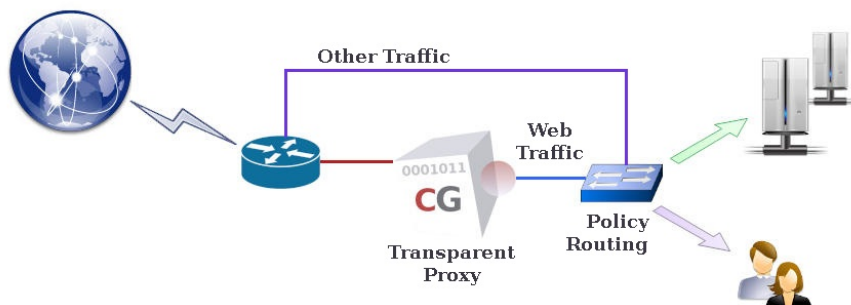 Other Traffic
Web
Traffic
0001011
CG
Policy
Routing
Transparent
Proxy